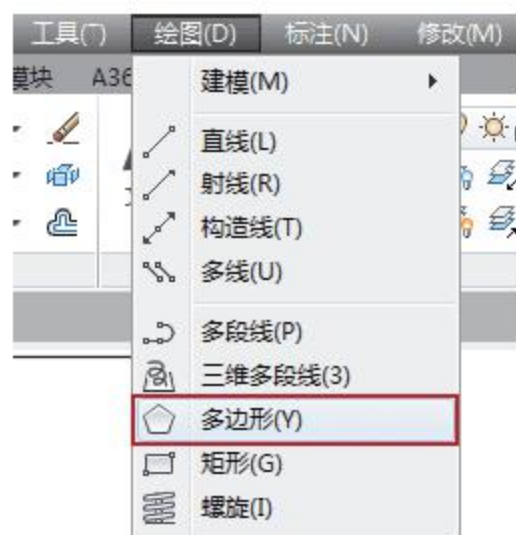 工具(T) 绘图(D) 标注(N) 修改(M)
模块 A36
建模(M)
直线(L)
射线(R)
构造线(T)
多线(U)
多段线(P)
三维多段线(3)
多边形(Y)
矩形(G)
螺旋(I)